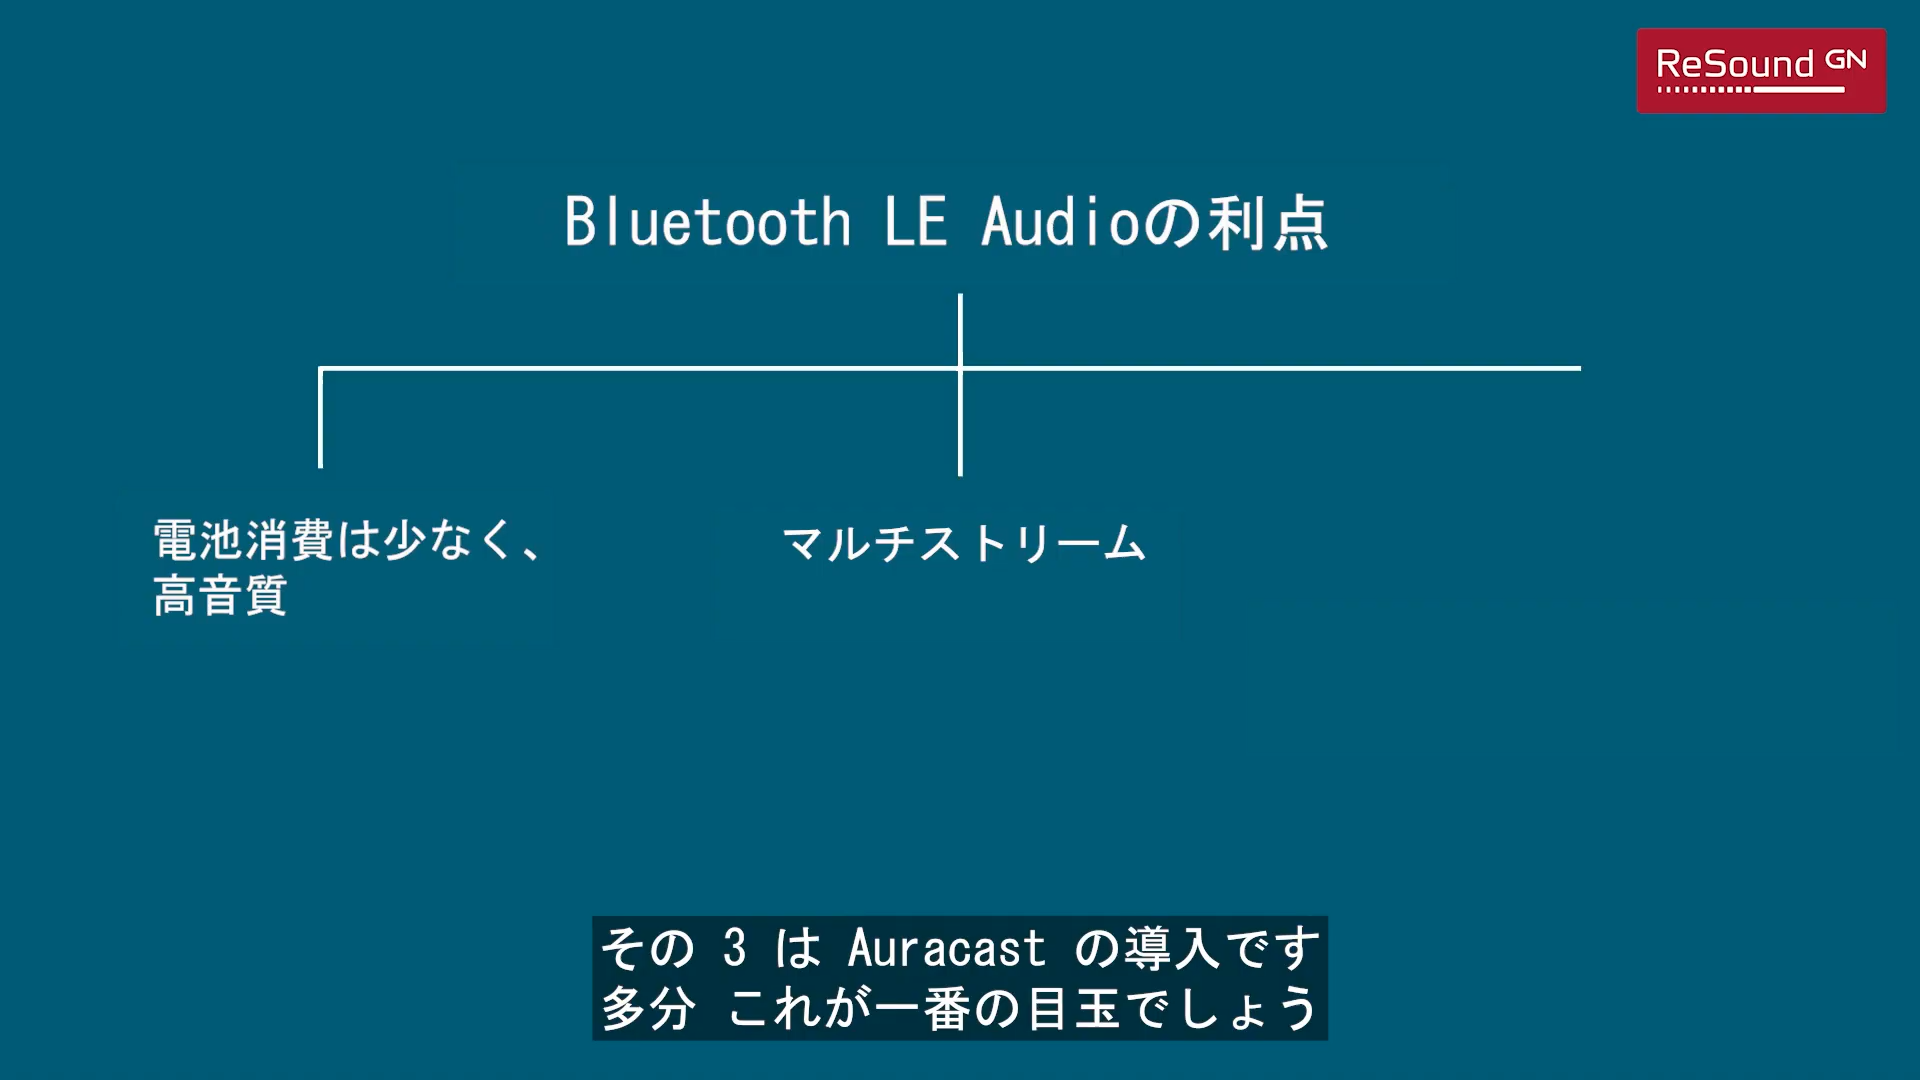 ReSound GN
Bluetooth LE Audioの利点
電池消費は少なく、
高音質
マルチストリーム
その 3 は Auracast の導入です
多分 これが一番の目玉でしょう